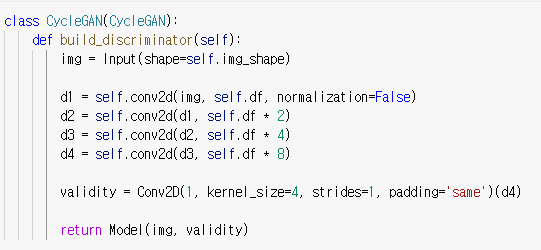 class CycleGAN(CycleGAN):
    def build_discriminator(self):
        img = Input(shape=self.img_shape)

        d1 = self.conv2d(img, self.df, normalization=False)
        d2 = self.conv2d(d1, self.df * 2)
        d3 = self.conv2d(d2, self.df * 4)
        d4 = self.conv2d(d3, self.df * 8)

        validity = Conv2D(1, kernel_size=4, strides=1, padding='same')(d4)

        return Model(img, validity)